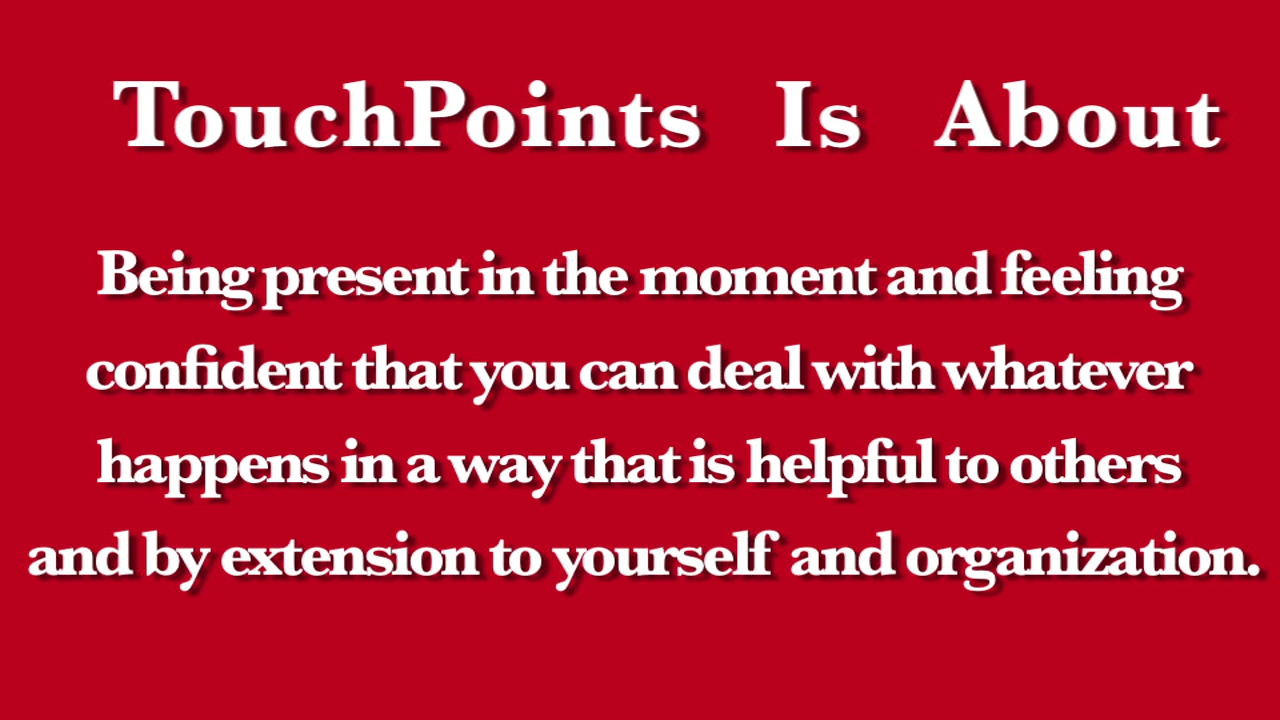 TouchPoints Is About
Being present in the moment and feeling
confident that you can deal with whatever
happens in a way that is helpful to others
and by extension to yourself and organization.